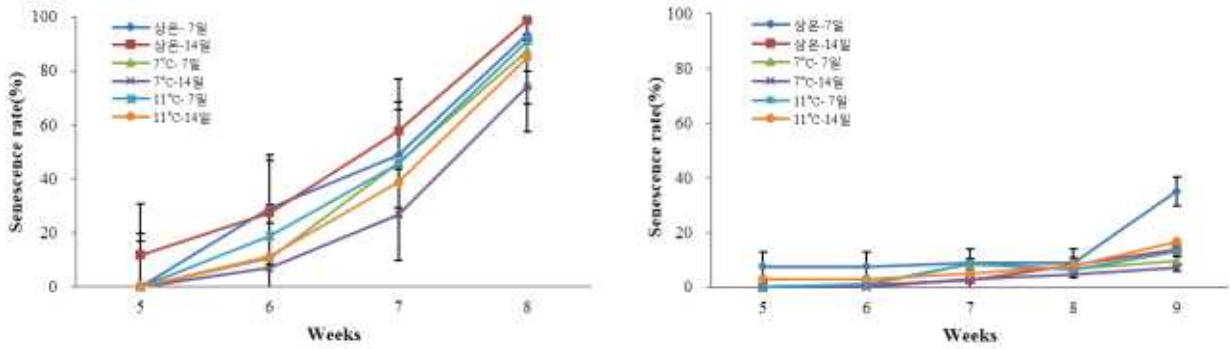 100
80
60
40
20
0
Senescence rate(%)
상온- 7일
상온-14일
7°C- 7일
7°C-14일
11°C- 7일
11°C-14일
5 6 7 8
Weeks
100
80
60
40
20
0
Senescence rate(%)
상온-7일
상온-14일
7°C- 7일
7°C-14일
11°C- 7일
11°C-14일
5 6 7 8 9
Weeks